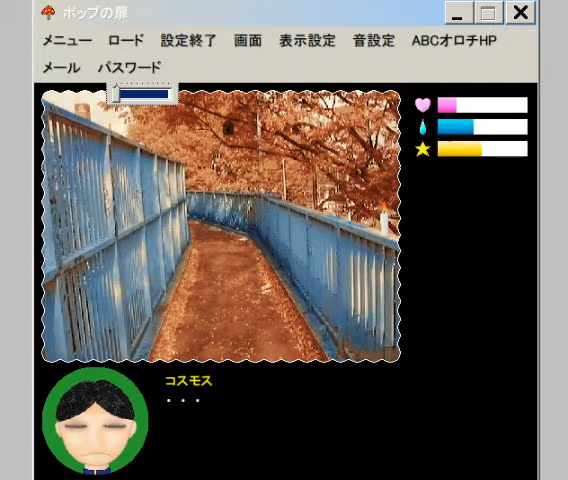 ポップの扉
メニュー ロード 設定終了 画面 表示設定 音設定 ABCオロチHP
メール パスワード
コスモス
・・・